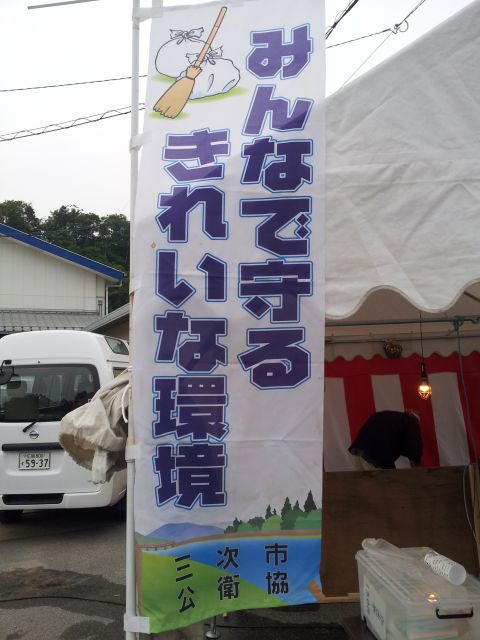 みんなで守る
きれいな環境
三次市
公衛協
59-37